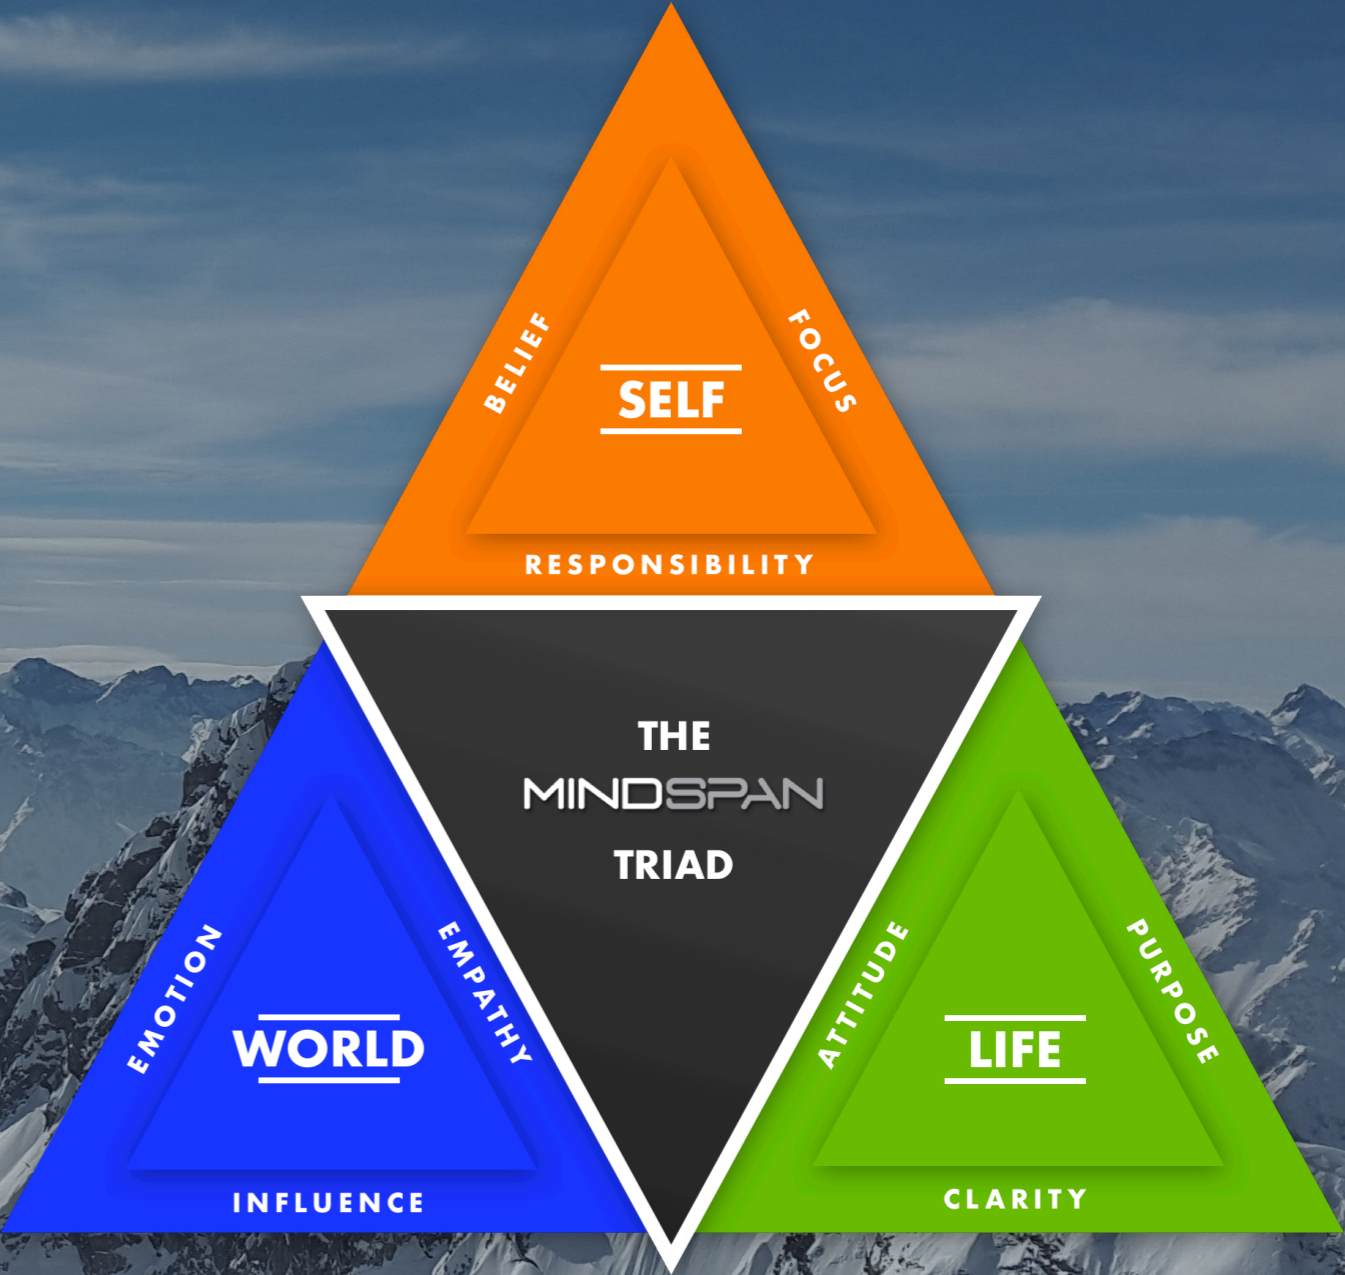 BELIEF
FOCUS
SELF
RESPONSIBILITY
THE
MINDSPAN
TRIAD
EMOTION
EMPATHY
WORLD
INFLUENCE
ATTITUDE
PURPOSE
LIFE
CLARITY